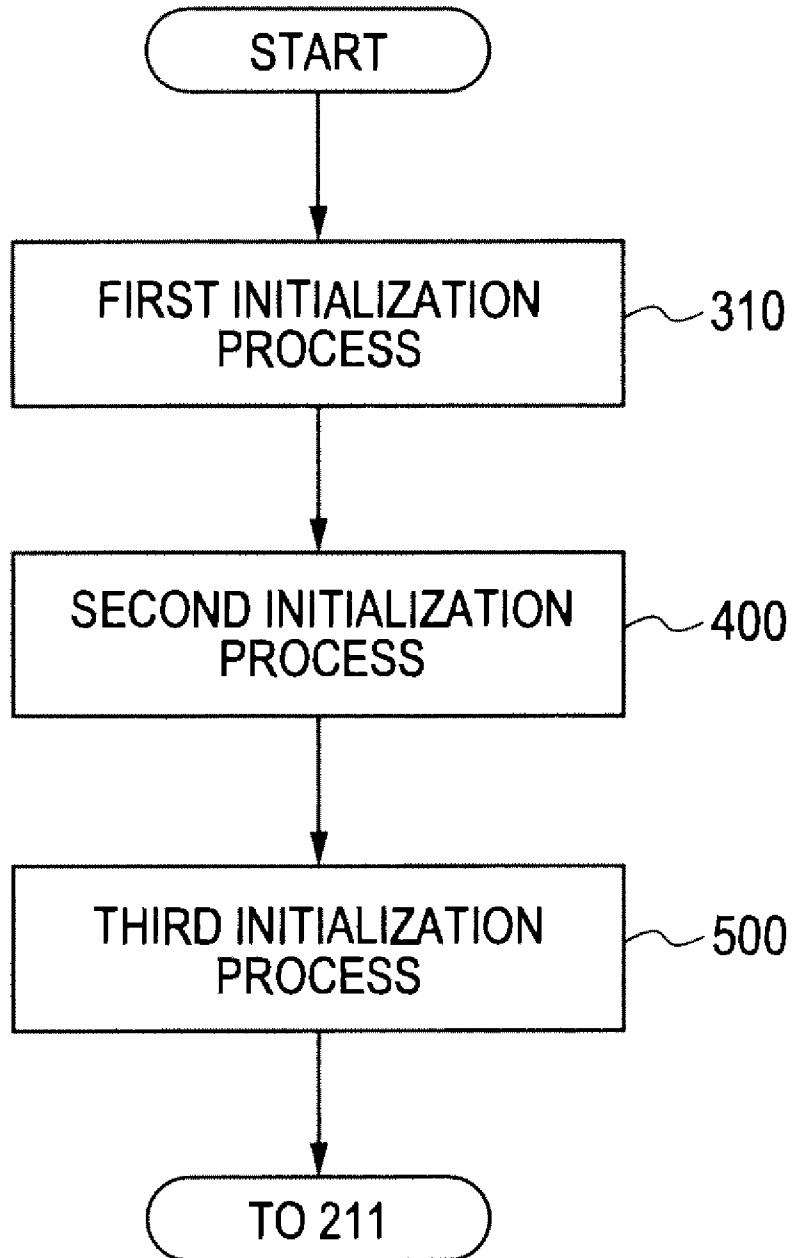 START
FIRST INITIALIZATION
PROCESS
310
SECOND INITIALIZATION
PROCESS
400
THIRD INITIALIZATION
PROCESS
500
TO 211